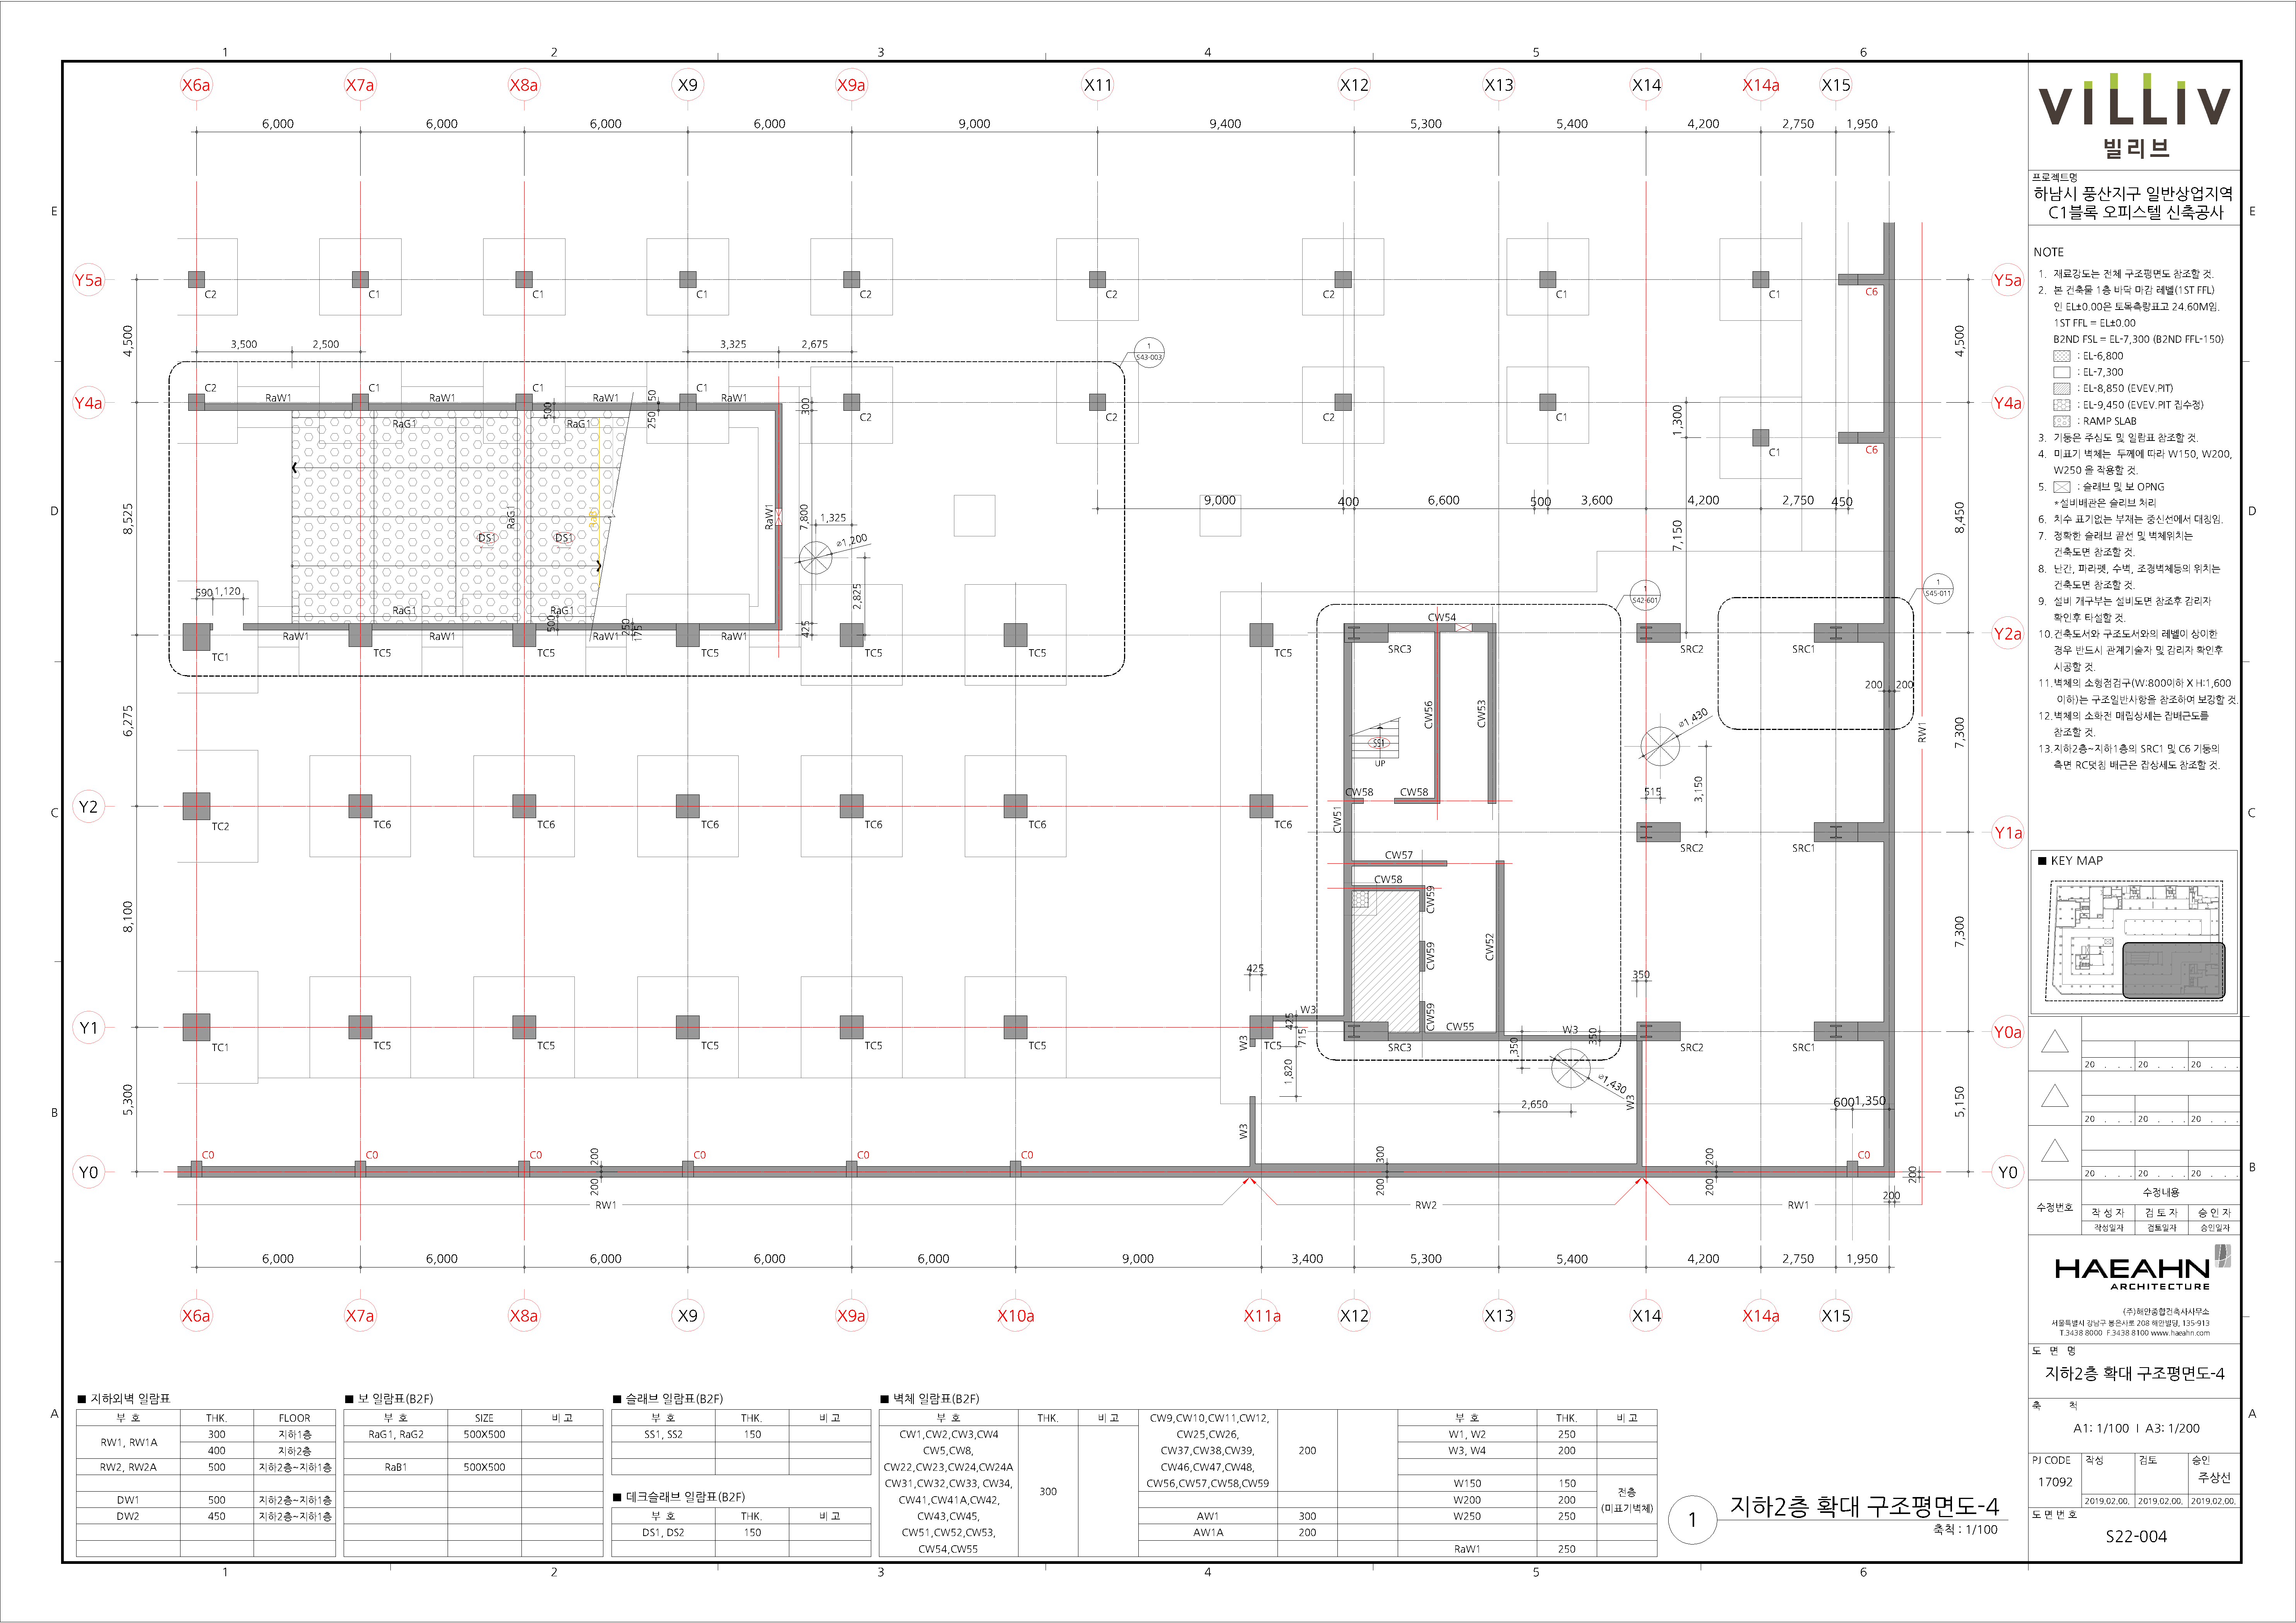 1 2 3 4 5 6
X6a X7a X8a X9 X9a X11 X12 X13 X14 X14a X15
6,000 6,000 6,000 6,000 9,000 9,400 5,300 5,400 4,200 2,750 1,950
E E
Y5a Y5a
C2 C1 C1 C1 C2 C2 C2 C1 C1 C6
4,500 4,500
3,500 2,500 3,325 2,675
1
S43-003
Y4a Y4a
C2 C1 C1 C1 C2 C2 C2 C1 C1 C6
RaW1 RaW1 RaW1 RaW1
500 250 150 300
RaG1 RaG1
1,300
D D
8,525 RaG1 RaB1 DS1 DS1 RaW1 7,800 1,325 ⌀1,200
9,000 400 6,600 500 3,600 4,200 2,750 450
7,150 8,450
590 1,120 2,825
RaG1 RaG1
500 250 175 425
RaW1 RaW1 RaW1 RaW1
1
S42-601
1
S45-011
CW54
TC1 TC5 TC5 TC5 TC5 TC5 TC5 SRC3 SRC2 SRC1
Y2a
200 200
6,275 CW56 CW53 ⌀1,430 RW1 7,300
SS1
UP
CW58 CW58 515 3,150
C Y2 C
TC2 TC6 TC6 TC6 TC6 TC6 TC6
CW51
SRC2 SRC1
Y1a
CW57
CW58
CW59
8,100 CW59 CW52 7,300
CW59
425 350
W3 425 W3 715 CW55 W3 350
Y1 Y0a
TC1 TC5 TC5 TC5 TC5 TC5 TC5 SRC3 SRC2 SRC1
1,350 ⌀1,430
1,820
5,300 2,650 W3 600 1,350 5,150
B B
W3
C0 C0 C0 C0 C0 C0 C0
Y0 Y0
200 200 300 200 200 200 200 200
RW1 RW2 RW1
6,000 6,000 6,000 6,000 6,000 9,000 3,400 5,300 5,400 4,200 2,750 1,950
X6a X7a X8a X9 X9a X10a X11a X12 X13 X14 X14a X15
A A
■ 지하외벽 일람표
부 호 THK. FLOOR
RW1, RW1A 300 지하1층
400 지하2층
RW2, RW2A 500 지하2층~지하1층
DW1 500 지하2층~지하1층
DW2 450 지하2층~지하1층
■ 보 일람표(B2F)
부 호 SIZE 비 고
RaG1, RaG2 500X500
RaB1 500X500
■ 슬래브 일람표(B2F)
부 호 THK. 비 고
SS1, SS2 150
■ 데크슬래브 일람표(B2F)
부 호 THK. 비 고
DS1, DS2 150
■ 벽체 일람표(B2F)
부 호 THK. 비 고
CW1,CW2,CW3,CW4
CW5,CW8,
CW22,CW23,CW24,CW24A
CW31,CW32,CW33, CW34,
CW41,CW41A,CW42,
CW43,CW45,
CW51,CW52,CW53,
CW54,CW55
300
CW9,CW10,CW11,CW12,
CW25,CW26,
CW37,CW38,CW39,
CW46,CW47,CW48,
CW56,CW57,CW58,CW59
200
AW1 300
AW1A 200
부 호 THK. 비 고
W1, W2 250
W3, W4 200
W150 150
W200 200
W250 250
전층
(미표기벽체)
RaW1 250
1 지하2층 확대 구조평면도-4
축척 : 1/100
1 2 3 4 5 6
VILLIV
빌리브
프로젝트명
하남시 풍산지구 일반상업지역
C1블록 오피스텔 신축공사
NOTE
1. 재료강도는 전체 구조평면도 참조할 것.
2. 본 건축물 1층 바닥 마감 레벨(1ST FFL)
인 EL±0.00은 토목측량표고 24.60M임.
1ST FFL = EL±0.00
B2ND FSL = EL-7,300 (B2ND FFL-150)
: EL-6,800
: EL-7,300
: EL-8,850 (EVEV.PIT)
: EL-9,450 (EVEV.PIT 집수정)
: RAMP SLAB
3. 기둥은 주심도 및 일람표 참조할 것.
4. 미표기 벽체는 두께에 따라 W150, W200,
W250 을 적용할 것.
5. : 슬래브 및 보 OPNG
*설비배관은 슬리브 처리
6. 치수 표기없는 부재는 중심선에서 대칭임.
7. 정확한 슬래브 끝선 및 벽체위치는
건축도면 참조할 것.
8. 난간, 파라펫, 수벽, 조경벽체등의 위치는
건축도면 참조할 것.
9. 설비 개구부는 설비도면 참조후 감리자
확인후 타설할 것.
10.건축도서와 구조도서와의 레벨이 상이한
경우 반드시 관계기술자 및 감리자 확인후
시공할 것.
11.벽체의 소형점검구(W:800이하 X H:1,600
이하)는 구조일반사항을 참조하여 보강할 것.
12.벽체의 소화전 매립상세는 잡배근도를
참조할 것.
13.지하2층~지하1층의 SRC1 및 C6 기둥의
측면 RC덧침 배근은 잡상세도 참조할 것.
■ KEY MAP
20 . . . 20 . . . 20 . . .
20 . . . 20 . . . 20 . . .
20 . . . 20 . . . 20 . . .
수정번호 수정내용
작 성 자 검 토 자 승 인 자
작성일자 검토일자 승인일자
HAEAHN
ARCHITECTURE
(주)해안종합건축사사무소
서울특별시 강남구 봉은사로 208 해안빌딩, 135-913
T.3438 8000 F.3438 8100 www.haeahn.com
도 면 명
지하2층 확대 구조평면도-4
축 척
A1: 1/100 | A3: 1/200
PJ CODE 작성 검토 승인
17092 주상선
2019.02.00. 2019.02.00. 2019.02.00.
도 면 번 호
S22-004